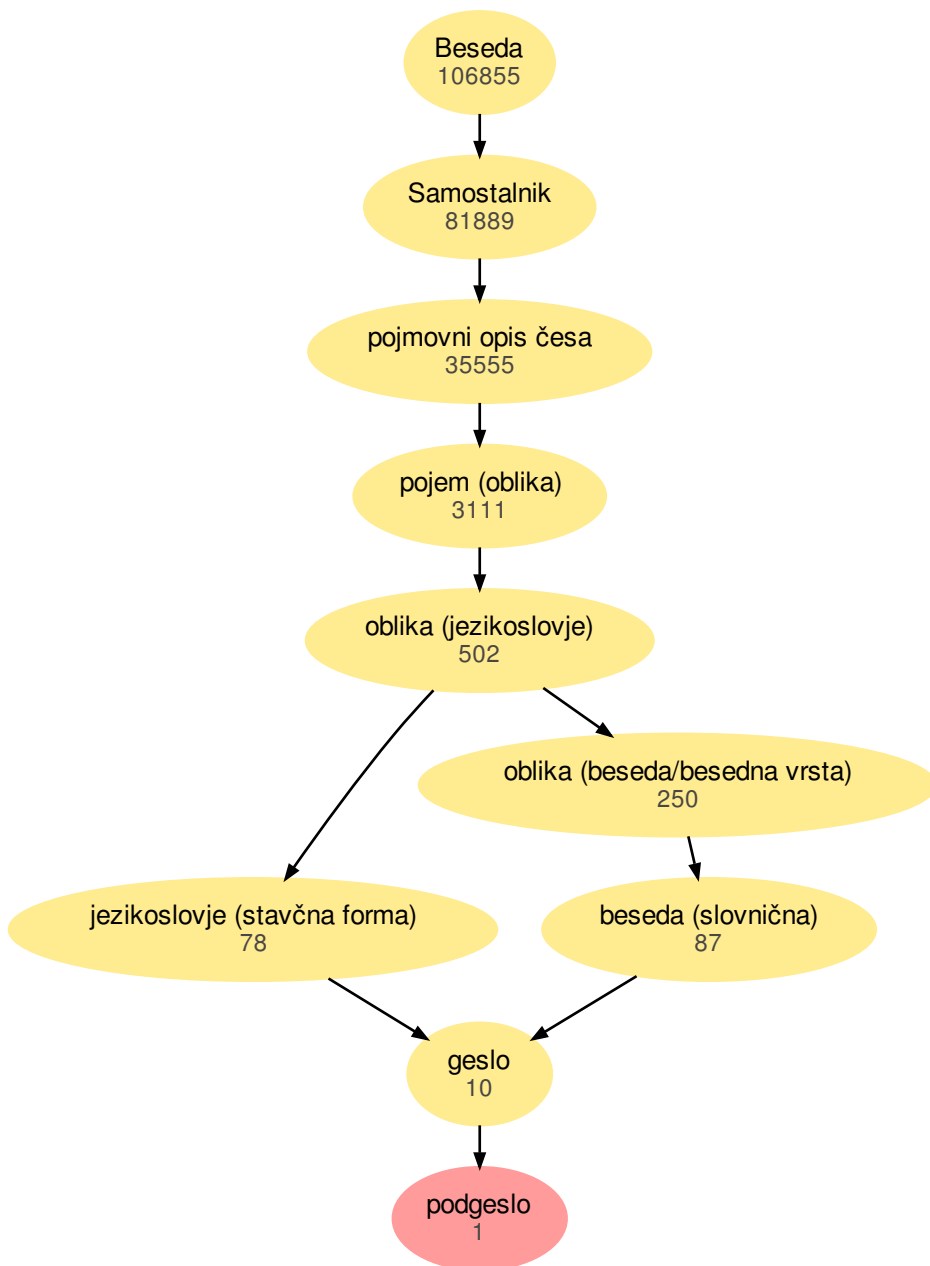 Beseda
106855
Samostalnik
81889
pojmovni opis česa
35555
pojem (oblika)
3111
oblika (jezikoslovje)
502
oblika (beseda/besedna vrsta)
250
jezikoslovje (stavčna forma)
78
beseda (slovnična)
87
geslo
10
podgeslo
1